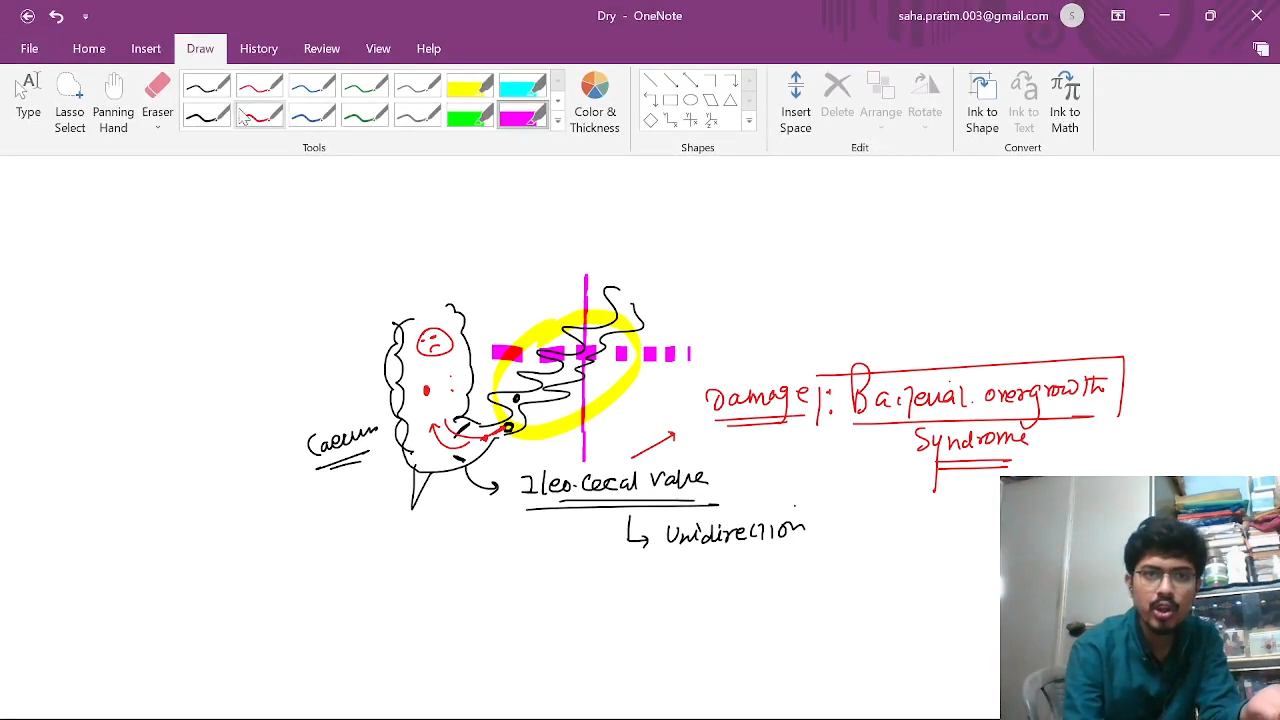 Dry - OneNote
saha.pratim.003@gmail.com
S
File
Home
Insert
Draw
History
Review
View
Help
Type
Lasso Select
Panning Hand
Eraser
Color & Thickness
Insert Space
Delete
Arrange
Rotate
Ink to Shape
Ink to Text
Ink to Math
Tools
Shapes
Edit
Convert
Caecum
Damage: Bacterial overgrowth
Syndrome
Ileo-cecal valve
Unidirection